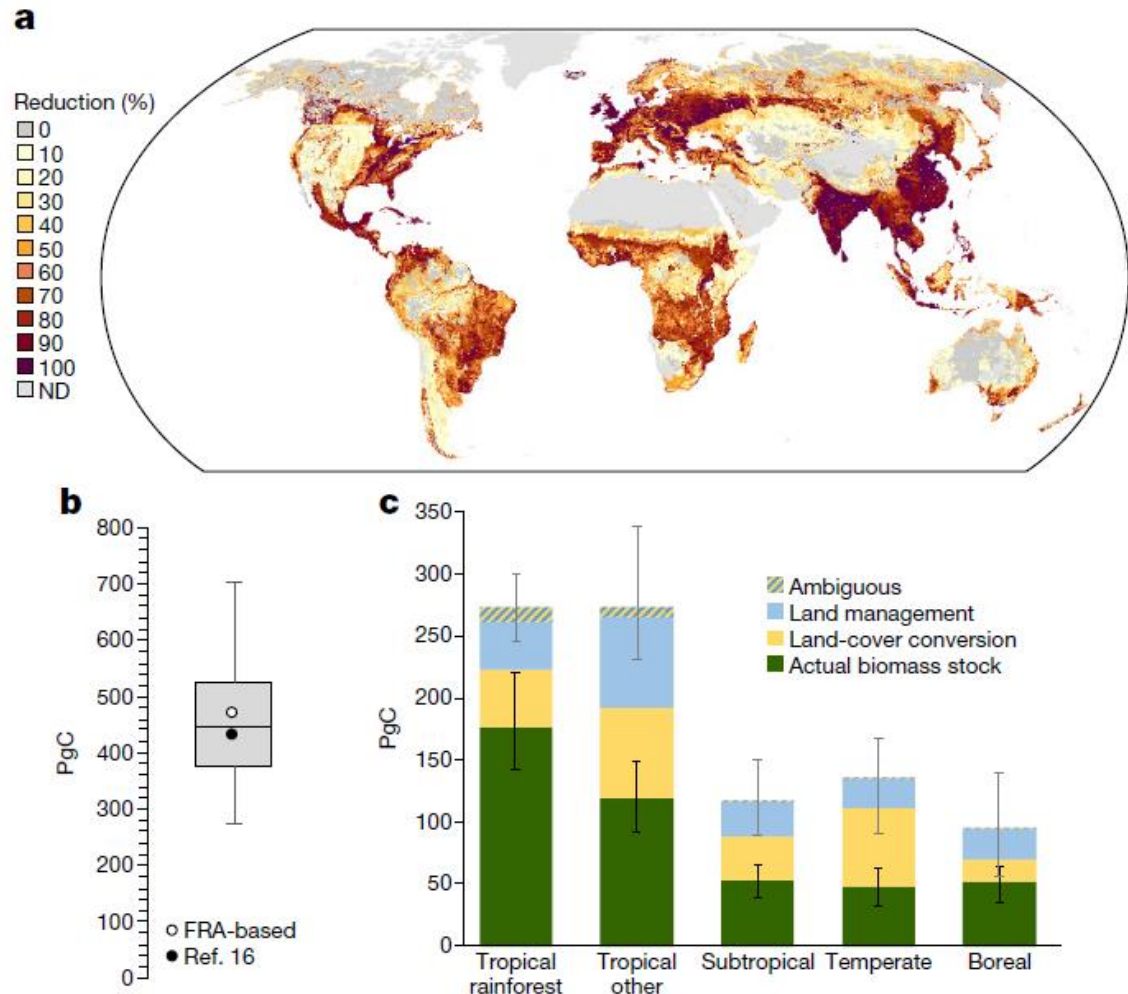 a
Reduction (%)
0
10
20
30
40
50
60
70
80
90
100
ND
b
800
700
600
500
400
300
200
100
0
PgC
FRA-based
Ref. 16
c
350
300
250
200
150
100
50
0
PgC
Ambiguous
Land management
Land-cover conversion
Actual biomass stock
Tropical
rainforest
Tropical
other
Subtropical
Temperate
Boreal